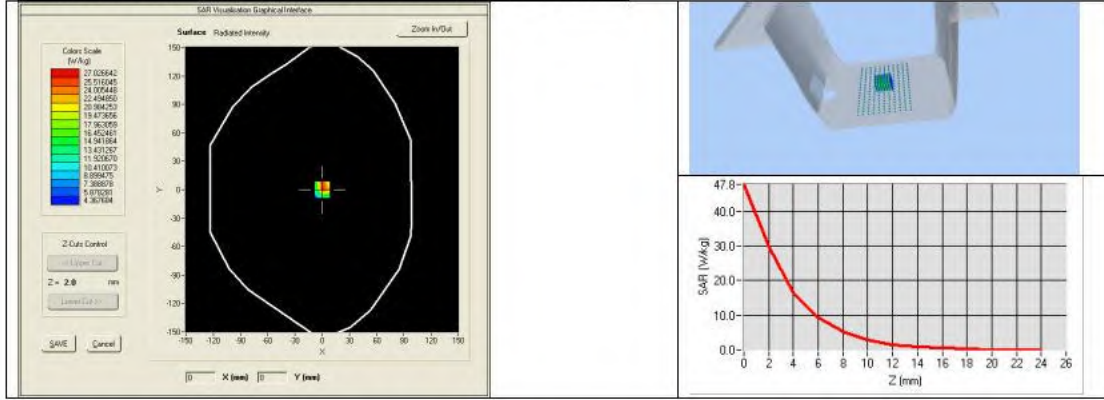 SAR Visualisation Graphical Interface
Surface Radiated Intensity
Zoom In/Out
Colors Scale
(W/kg)
27.026642
25.516045
24.005448
22.494850
20.984253
19.473656
17.963059
16.452461
14.941864
13.431267
11.920670
10.410073
8.899475
7.388878
5.878281
4.367684
150
120
90
60
30
0
-30
-60
-90
-120
-150
Y
-150 -120 -90 -60 -30 0 30 60 90 120 150
X
Z-Cuts Control
<< Upper Cut
Z = 2.0 mm
Lower Cut >>
SAVE Cancel
0 X (mm) 0 Y (mm)
47.8
40.0
30.0
20.0
10.0
0.0
SAR (W/kg)
0 2 4 6 8 10 12 14 16 18 20 22 24 26
Z (mm)